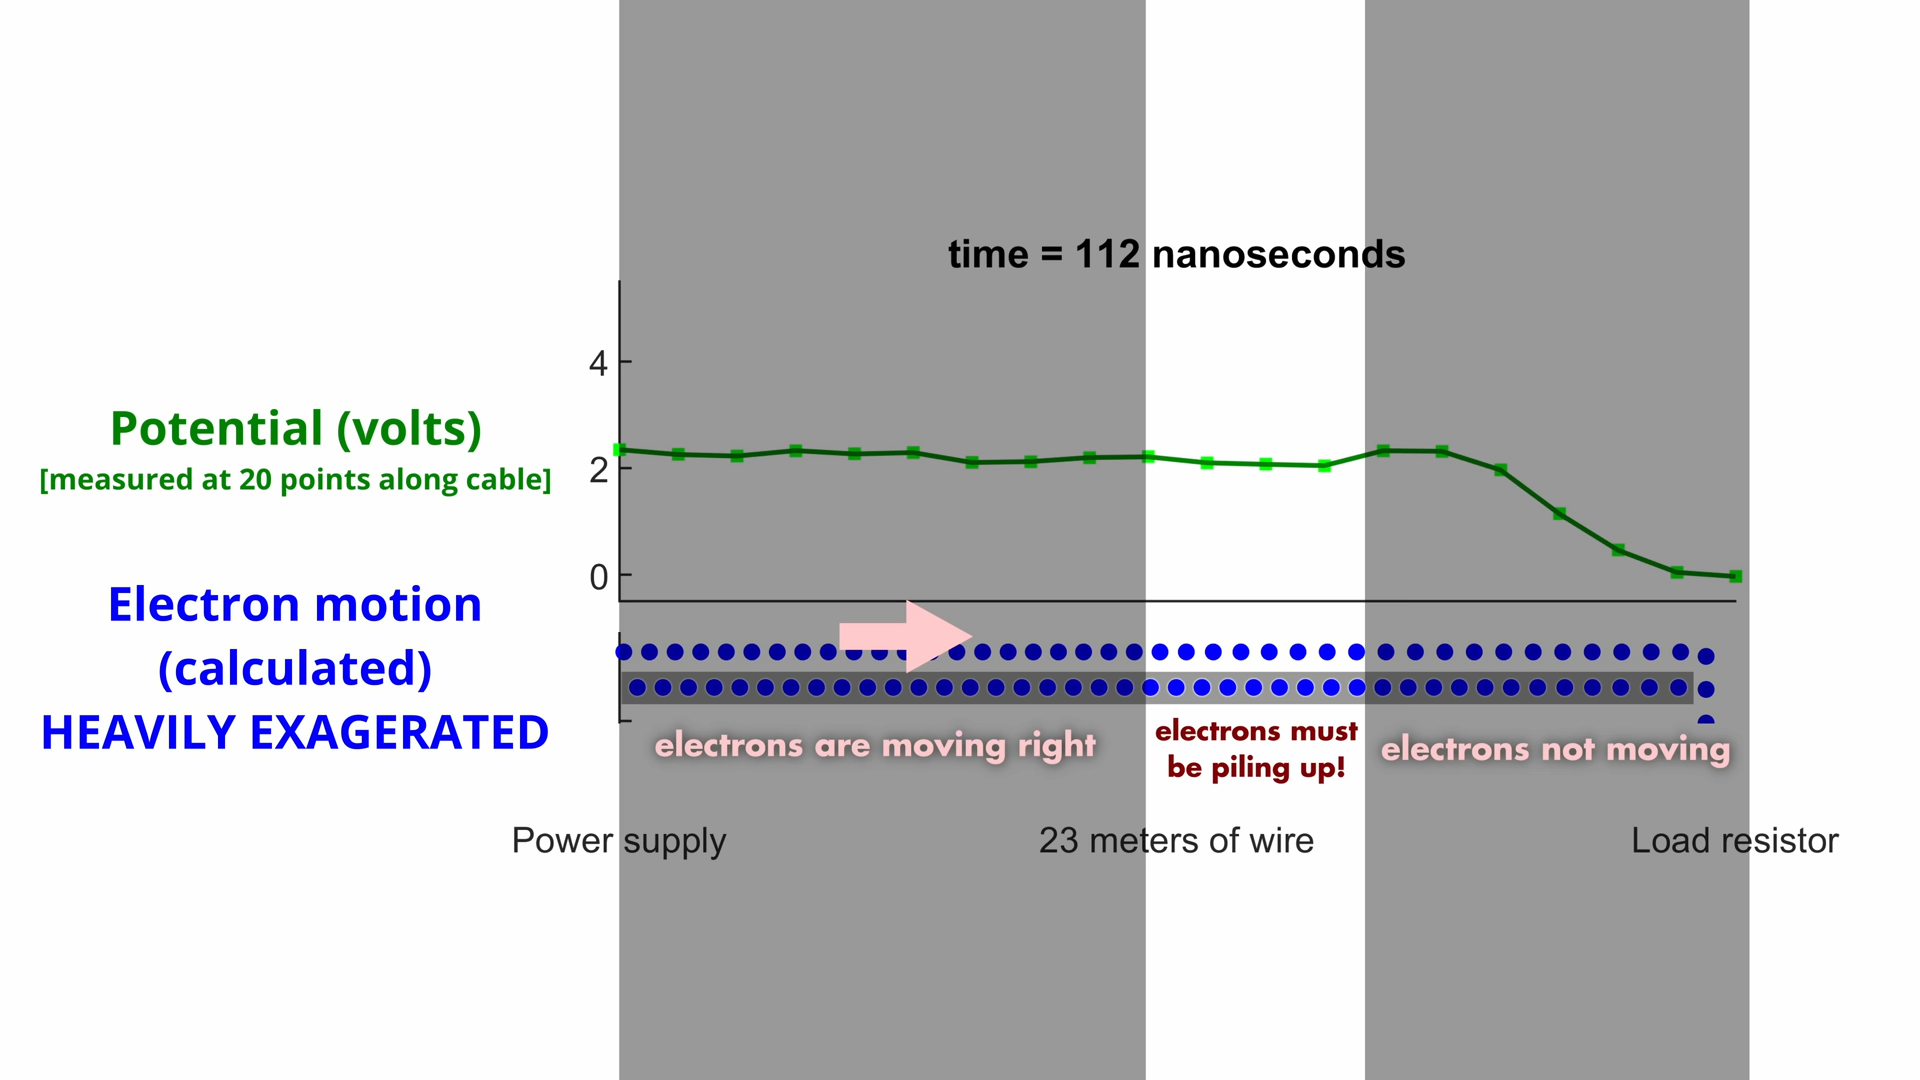 time = 112 nanoseconds
4
2
0
Potential (volts)
[measured at 20 points along cable]
Electron motion
(calculated)
HEAVILY EXAGERATED
electrons are moving right
electrons must
be piling up!
electrons not moving
Power supply
23 meters of wire
Load resistor